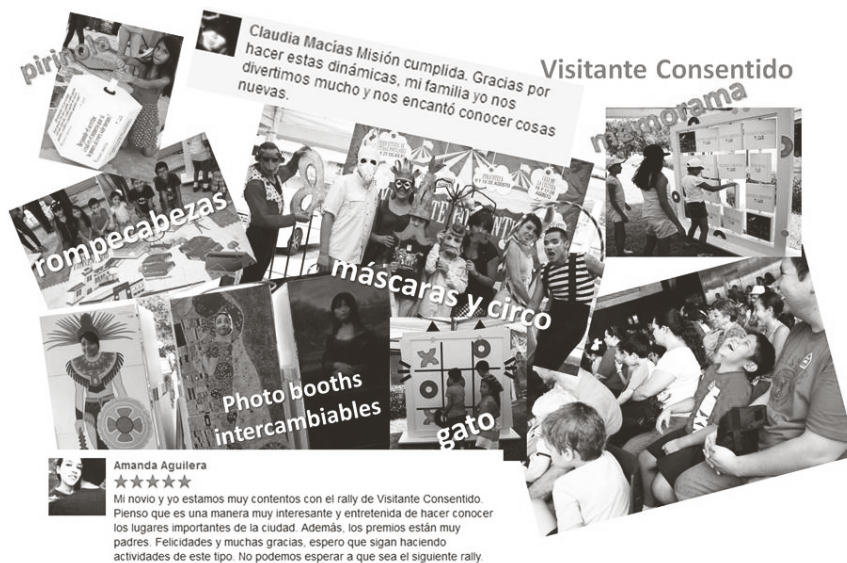 pirinola
Claudia Macías Misión cumplida. Gracias por
hacer estas dinámicas, mi familia yo nos
divertimos mucho y nos encantó conocer cosas
nuevas.
Visitante Consentido
memorama
rompecabezas
máscaras y circo
Photo booths
intercambiables
gato
Amanda Aguilera
Mi novio y yo estamos muy contentos con el rally de Visitante Consentido.
Pienso que es una manera muy interesante y entretenida de hacer conocer
los lugares importantes de la ciudad. Además, los premios están muy
padres. Felicidades y muchas gracias, espero que sigan haciendo
actividades de este tipo. No podemos esperar a que sea el siguiente rally.